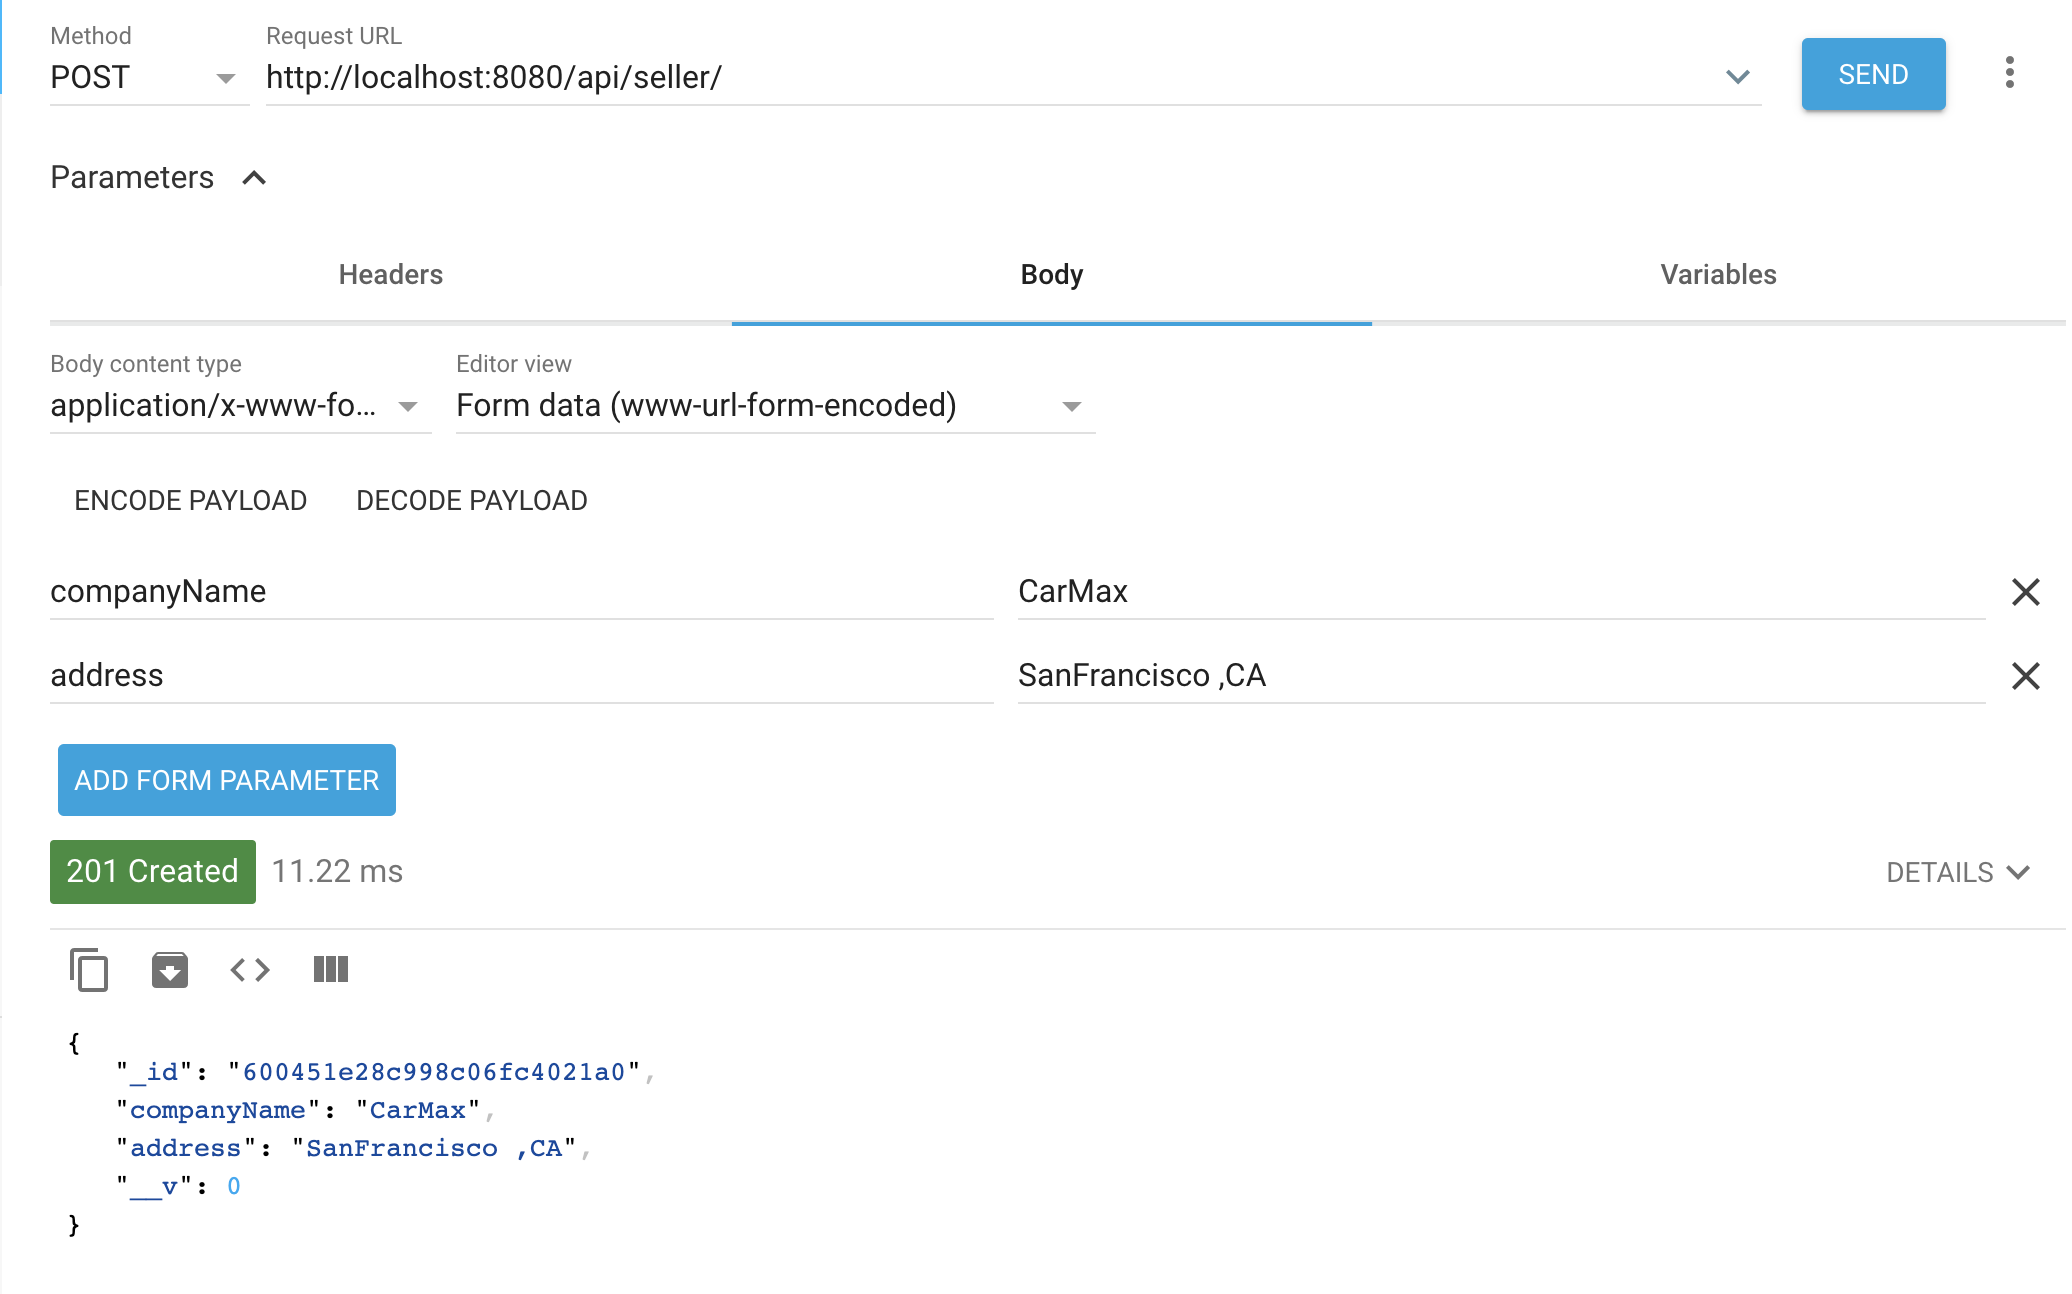 Method Request URL
POST http://localhost:8080/api/seller/ SEND
Parameters
Headers Body Variables
Body content type Editor view
application/x-www-fo... Form data (www-url-form-encoded)
ENCODE PAYLOAD DECODE PAYLOAD
companyName CarMax
address SanFrancisco ,CA
ADD FORM PARAMETER
201 Created 11.22 ms DETAILS
{
"_id": "600451e28c998c06fc4021a0",
"companyName": "CarMax",
"address": "SanFrancisco ,CA",
"__v": 0
}